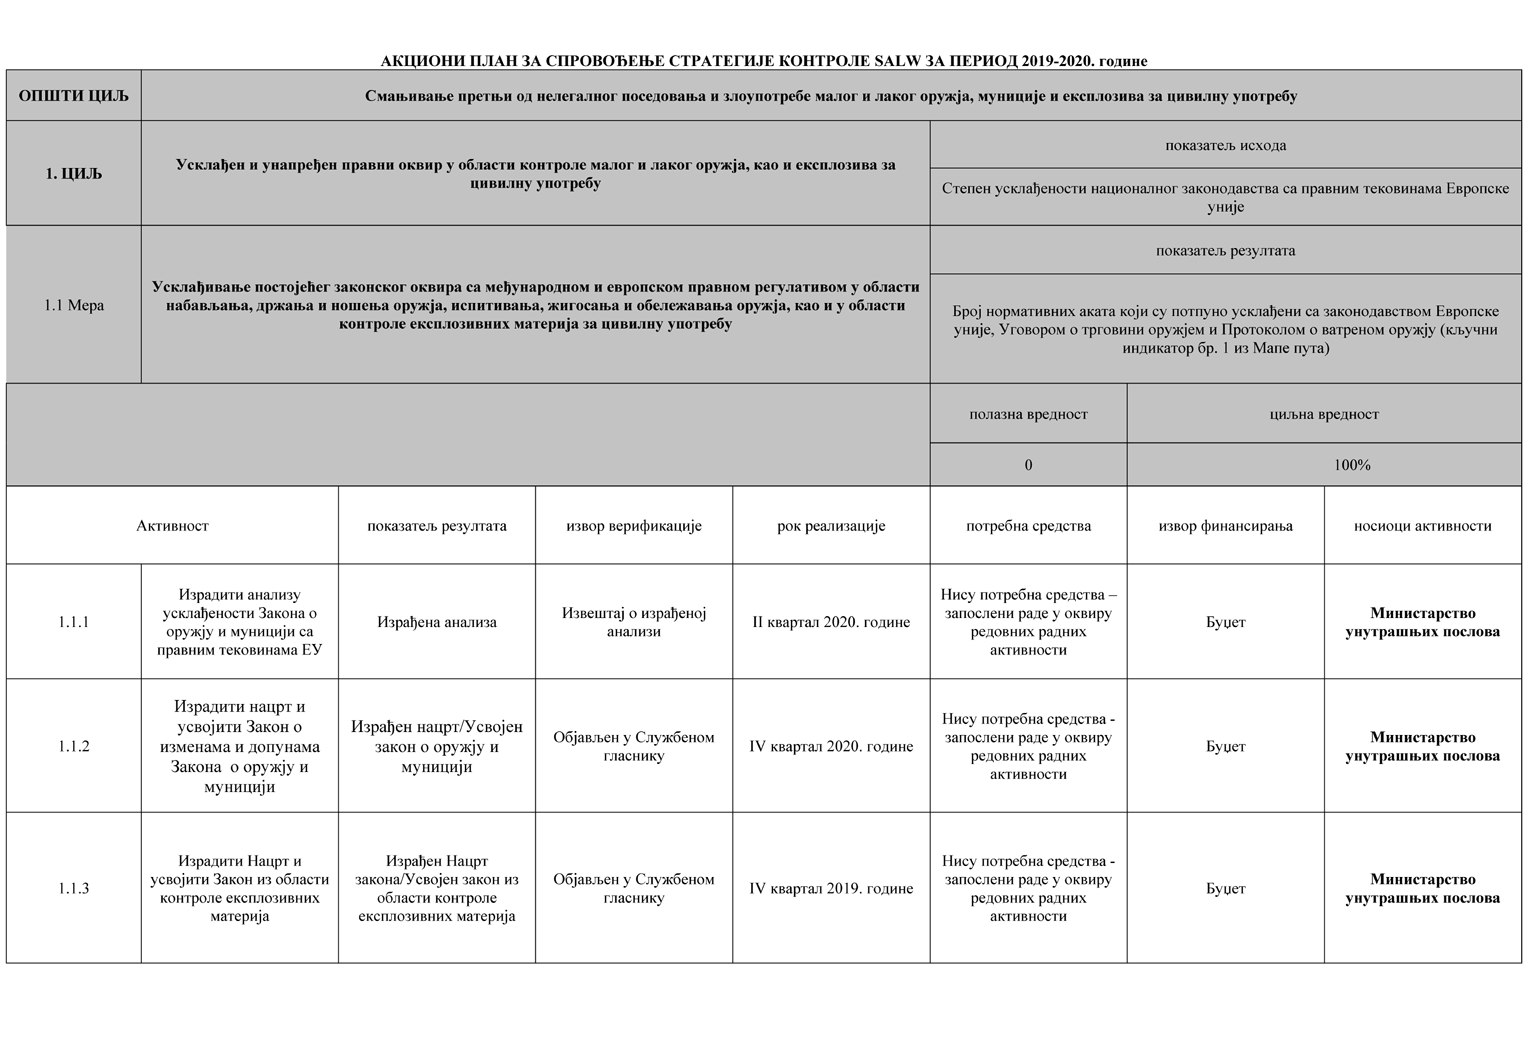 АКЦИОНИ ПЛАН ЗА СПРОВОЂЕЊЕ СТРАТЕГИЈЕ КОНТРОЛЕ SALW ЗА ПЕРИОД 2019-2020. године
ОПШТИ ЦИЉ
Смањивање претњи од нелегалног поседовања и злоупотребе малог и лаког оружја, муниције и експлозива за цивилну употребу
1. ЦИЉ
Усклађен и унапређен правни оквир у области контроле малог и лаког оружја, као и експлозива за
цивилну употребу
показатељ исхода
Степен усклађености националног законодавства са правним тековинама Европске
уније
1.1 Мера
Усклађивање постојећег законског оквира са међународном и европском правном регулативом у области
набављања, држања и ношења оружја, испитивања, жигосања и обележавања оружја, као и у области
контроле експлозивних материја за цивилну употребу
показатељ резултата
Број нормативних аката који су потпуно усклађени са законодавством Европске
уније, Уговором о трговини оружјем и Протоколом о ватреном оружју (кључни
индикатор бр. 1 из Мапе пута)
полазна вредност
циљна вредност
0
100%
Активност
показатељ резултата
извор верификације
рок реализације
потребна средства
извор финансирања
носиоци активности
1.1.1
Израдити анализу
усклађености Закона о
оружју и муницији са
правним тековинама ЕУ
Израђена анализа
Извештај о израђеној
анализи
II квартал 2020. године
Нису потребна средства –
запослени раде у оквиру
редовних радних
активности
Буџет
Министарство
унутрашњих послова
1.1.2
Израдити нацрт и
усвојити Закон о
изменама и допунама
Закона  о оружју и
муницији
Израђен нацрт/Усвојен
закон о оружју и
муницији
Објављен у Службеном
гласнику
IV квартал 2020. године
Нису потребна средства -
запослени раде у оквиру
редовних радних
активности
Буџет
Министарство
унутрашњих послова
1.1.3
Израдити Нацрт и
усвојити Закон из области
контроле експлозивних
материја
Израђен Нацрт
закона/Усвојен закон из
области контроле
експлозивних материја
Објављен у Службеном
гласнику
IV квартал 2019. године
Нису потребна средства -
запослени раде у оквиру
редовних радних
активности
Буџет
Министарство
унутрашњих послова